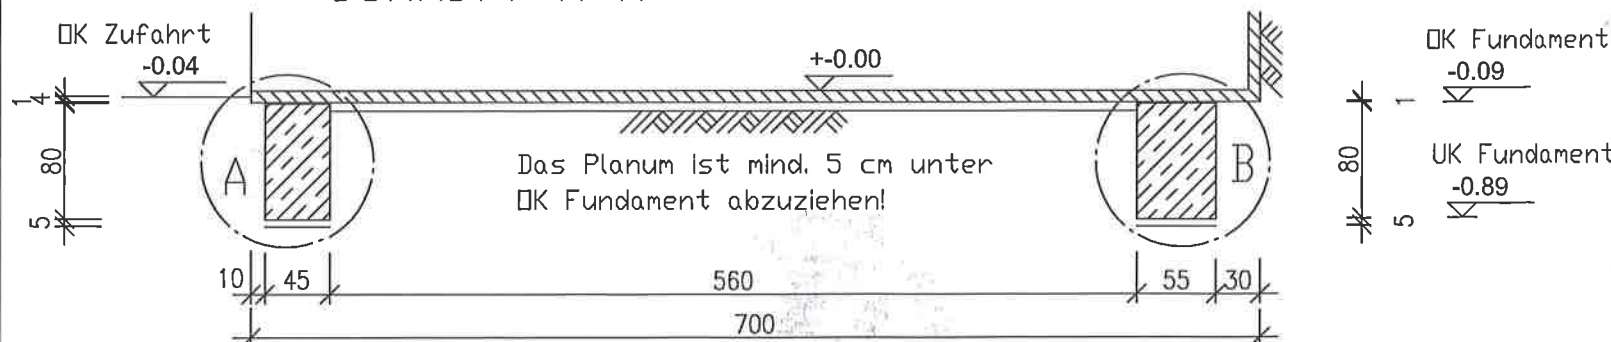 OK Zufahrt
-0.04
+-0.00
OK Fundament
-0.09
1
4
80
5
1
80
5
A
B
Das Planum ist mind. 5 cm unter
OK Fundament abzuziehen!
UK Fundament
-0.89
10 45 560 55 30
700